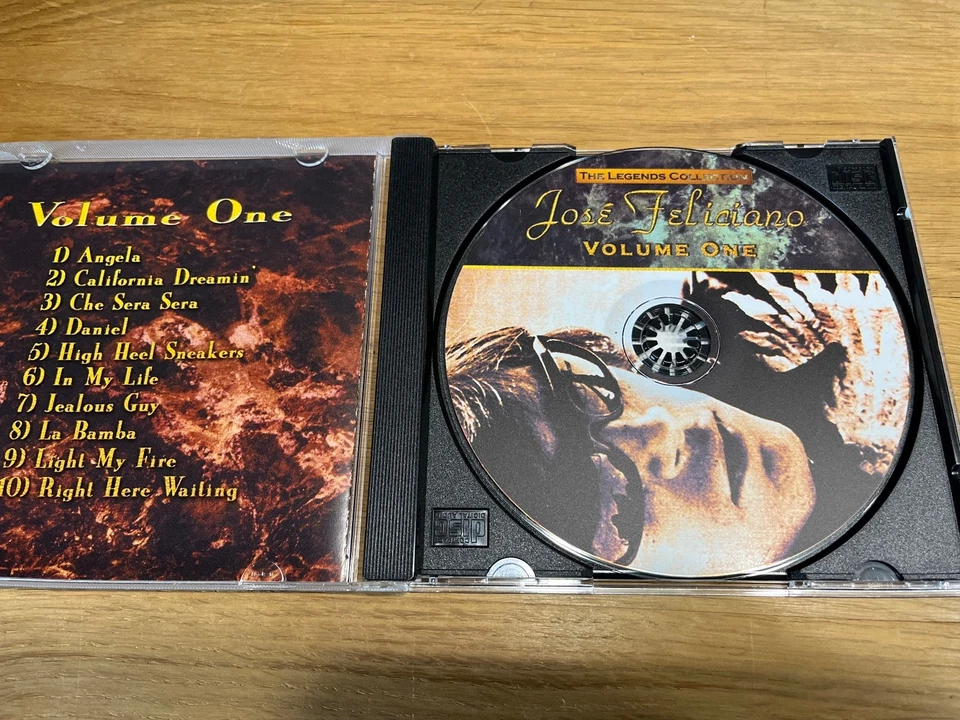 Volume One
1) Angela
2) California Dreamin'
3) Che Sera Sera
4) Daniel
5) High Heel Sneakers
6) In My Life
7) Jealous Guy
8) La Bamba
9) Light My Fire
10) Right Here Waiting
The Legends Collection
José Feliciano
Volume One
disc